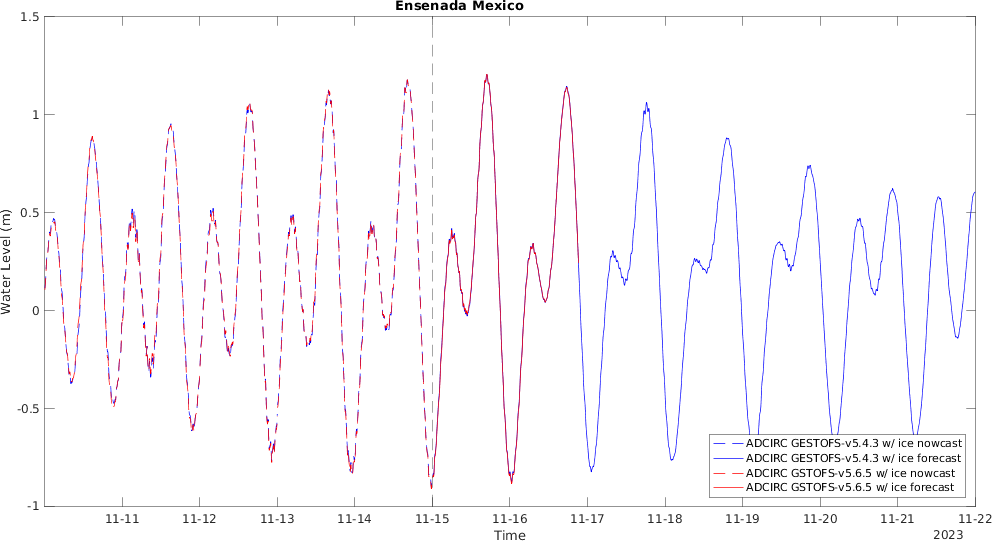 Ensenada Mexico
1.5
1
0.5
0
-0.5
-1
Water Level (m)
ADCIRC GESTOFS-v5.4.3 w/ ice nowcast
ADCIRC GESTOFS-v5.4.3 w/ ice forecast
ADCIRC GSTOFS-v5.6.5 w/ ice nowcast
ADCIRC GSTOFS-v5.6.5 w/ ice forecast
11-11 11-12 11-13 11-14 11-15 11-16 11-17 11-18 11-19 11-20 11-21 11-22
Time
2023